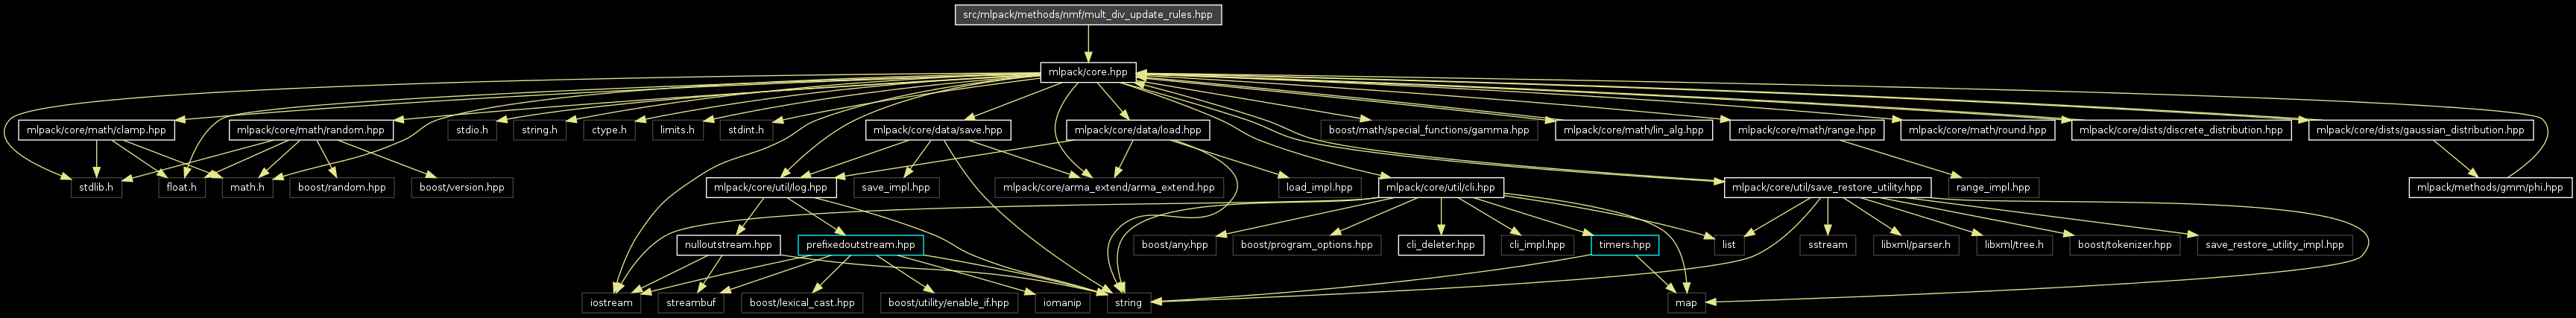 src/mlpack/methods/nmf/mult_div_update_rules.hpp
mlpack/core.hpp
mlpack/core/math/clamp.hpp
mlpack/core/math/random.hpp
stdio.h
string.h
ctype.h
limits.h
stdint.h
mlpack/core/data/save.hpp
mlpack/core/data/load.hpp
boost/math/special_functions/gamma.hpp
mlpack/core/math/lin_alg.hpp
mlpack/core/math/range.hpp
mlpack/core/math/round.hpp
mlpack/core/dists/discrete_distribution.hpp
mlpack/core/dists/gaussian_distribution.hpp
stdlib.h
float.h
math.h
boost/random.hpp
boost/version.hpp
mlpack/core/util/log.hpp
save_impl.hpp
mlpack/core/arma_extend/arma_extend.hpp
load_impl.hpp
mlpack/core/util/cli.hpp
mlpack/core/util/save_restore_utility.hpp
range_impl.hpp
mlpack/methods/gmm/phi.hpp
nulloutstream.hpp
prefixedoutstream.hpp
boost/any.hpp
boost/program_options.hpp
cli_deleter.hpp
cli_impl.hpp
timers.hpp
list
sstream
libxml/parser.h
libxml/tree.h
boost/tokenizer.hpp
save_restore_utility_impl.hpp
iostream
streambuf
boost/lexical_cast.hpp
boost/utility/enable_if.hpp
iomanip
string
map